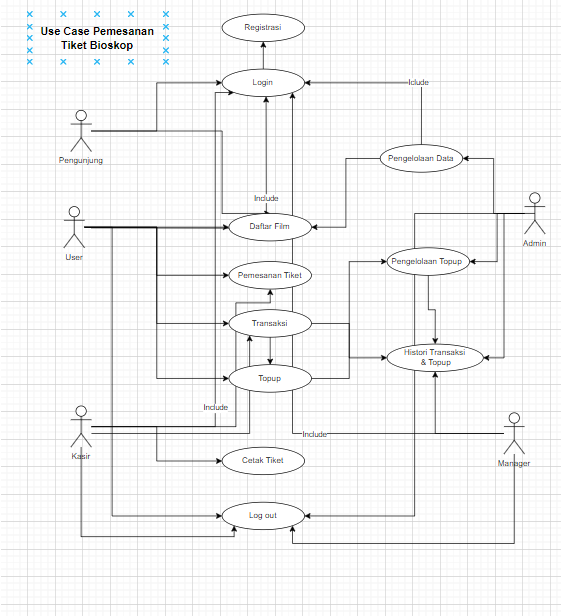 Use Case Pemesanan
Tiket Bioskop
Registrasi
Login
Iclude
Pengunjung
Pengelolaan Data
Include
Daftar Film
User
Admin
Pengelolaan Topup
Pemesanan Tiket
Transaksi
Histori Transaksi
& Topup
Topup
Include
Include
Kasir
Cetak Tiket
Manager
Log out